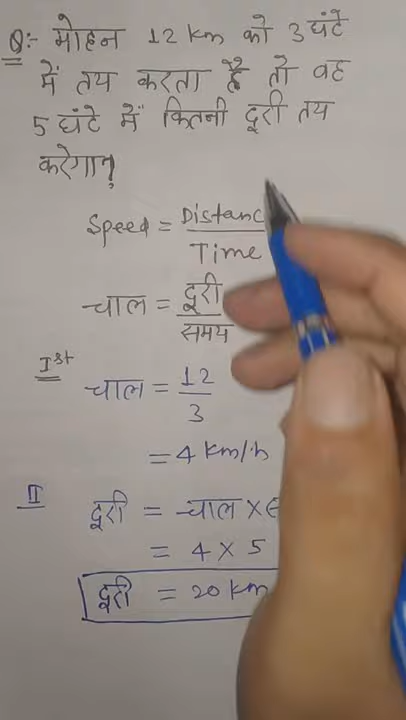 Q:- मोहन 12 km को 3 घंटे
में तय करता है तो वह
5 घंटे में कितनी दूरी तय
करेगा?
Speed = Distanc
Time
चाल = दूरी
समय
Ist चाल = 12
3
= 4 km/h
II दूरी = चाल ×
= 4 × 5
दूरी = 20 km